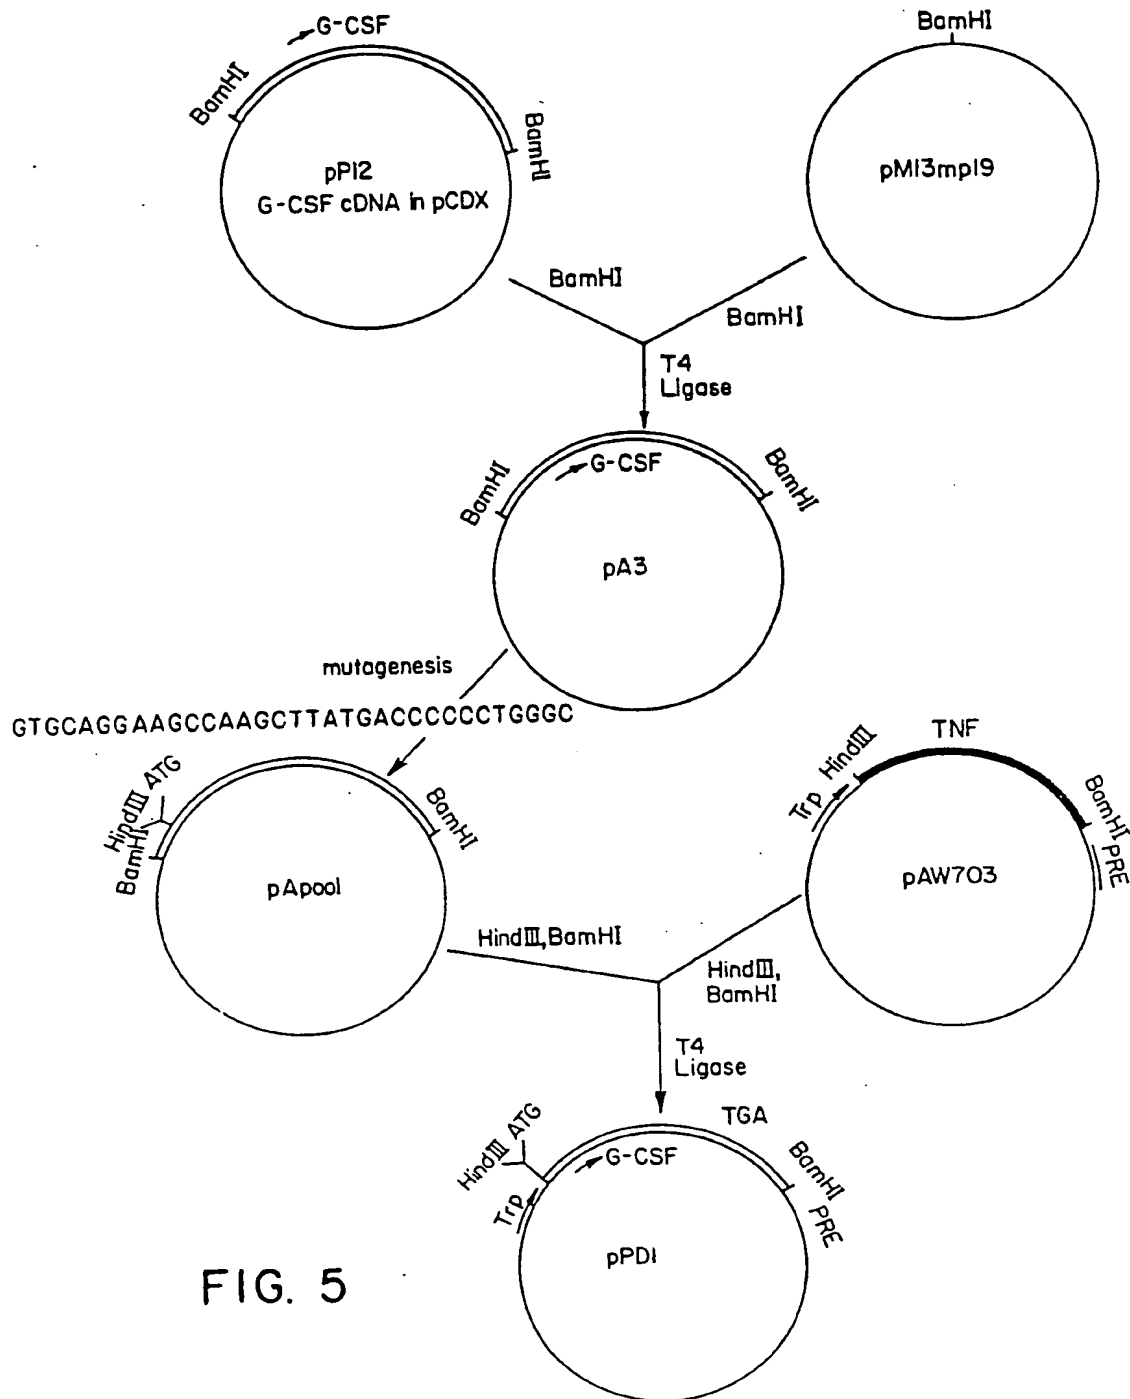 G-CSF
BamHI
BamHI
pP12
G-CSF cDNA in pCDX
BamHI
pM13mp19
BamHI
BamHI
T4
Ligase
BamHI
G-CSF
BamHI
pA3
mutagenesis
GTGCAGGAAGCCAAGCTTATGACCCCCCTGGGC
HindIII ATG
BamHI
BamHI
pApool
TNF
HindIII
Trp
BamHI
PRE
pAW703
HindIII,BamHI
HindIII,
BamHI
T4
Ligase
HindIII ATG
TGA
G-CSF
BamHI
Trp
PRE
pPD1
FIG. 5